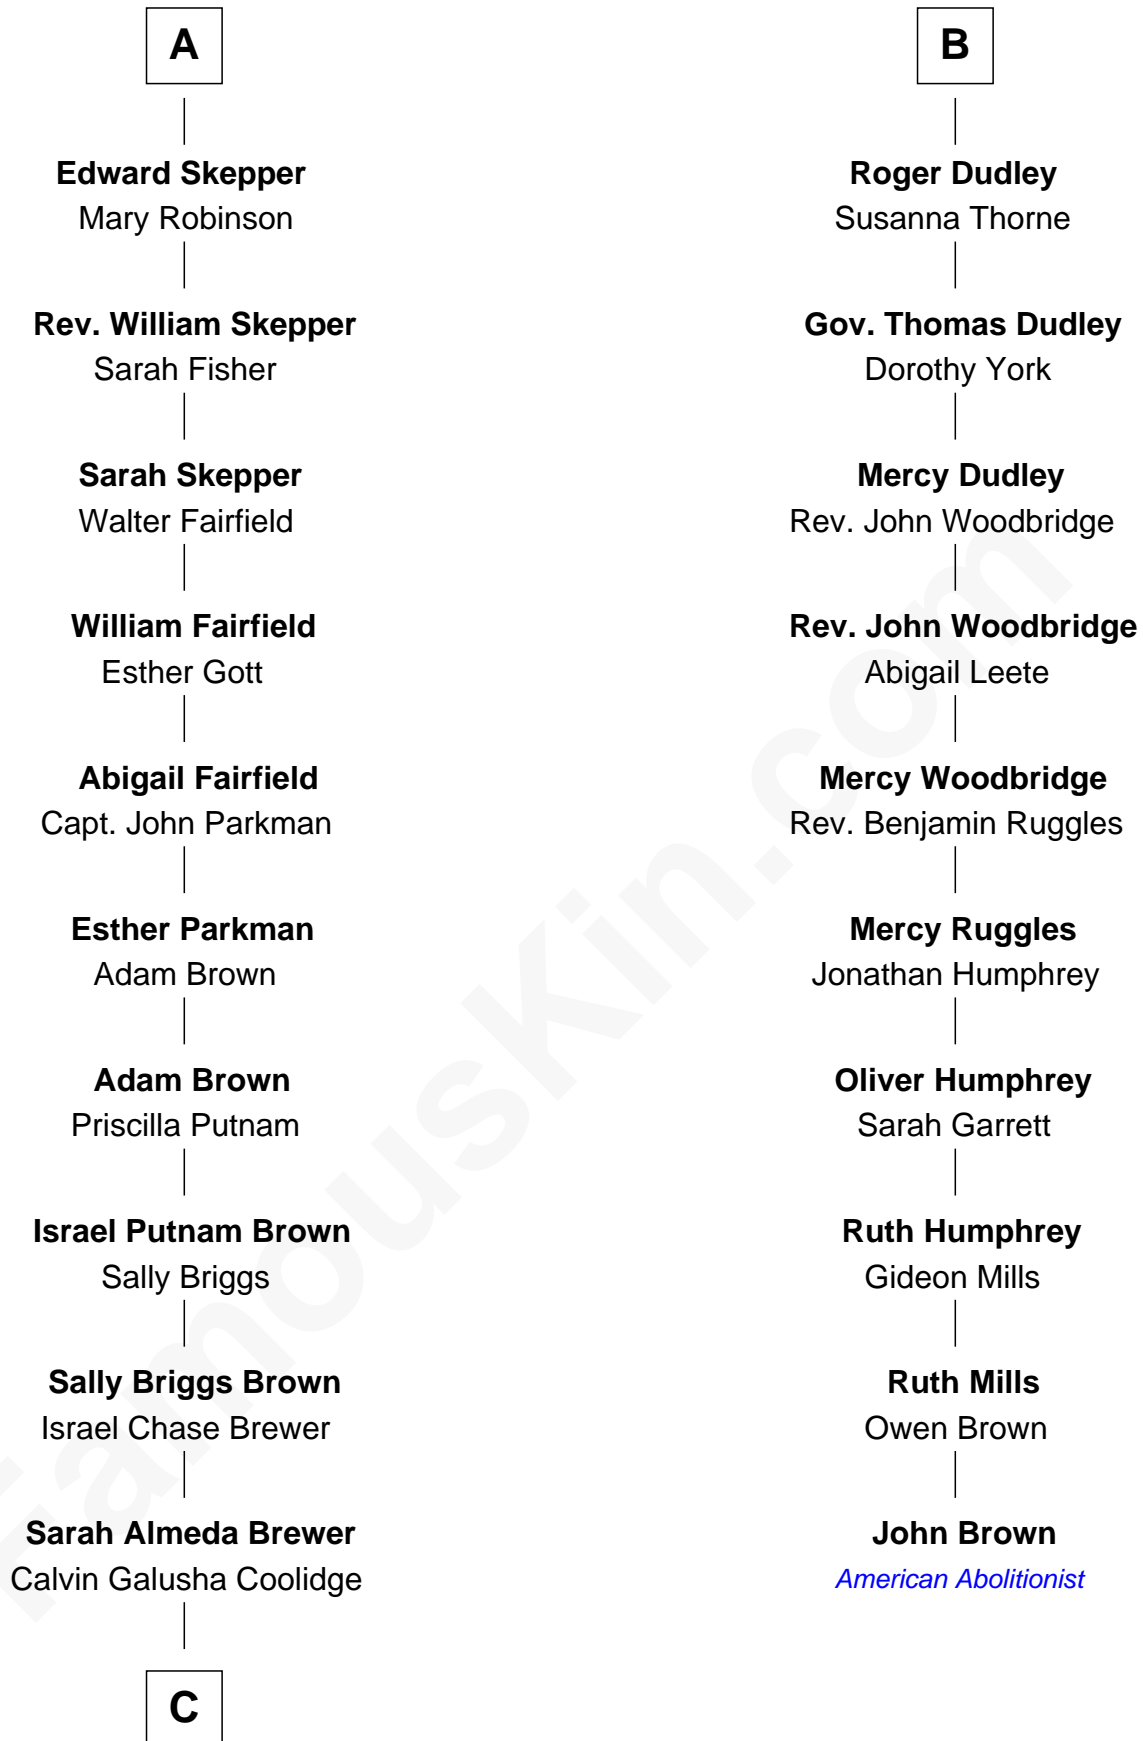 A
Edward Skepper
Mary Robinson
Rev. William Skepper
Sarah Fisher
Sarah Skepper
Walter Fairfield
William Fairfield
Esther Gott
Abigail Fairfield
Capt. John Parkman
Esther Parkman
Adam Brown
Adam Brown
Priscilla Putnam
Israel Putnam Brown
Sally Briggs
Sally Briggs Brown
Israel Chase Brewer
Sarah Almeda Brewer
Calvin Galusha Coolidge
C
B
Roger Dudley
Susanna Thorne
Gov. Thomas Dudley
Dorothy York
Mercy Dudley
Rev. John Woodbridge
Rev. John Woodbridge
Abigail Leete
Mercy Woodbridge
Rev. Benjamin Ruggles
Mercy Ruggles
Jonathan Humphrey
Oliver Humphrey
Sarah Garrett
Ruth Humphrey
Gideon Mills
Ruth Mills
Owen Brown
John Brown
American Abolitionist
FamousKin.com